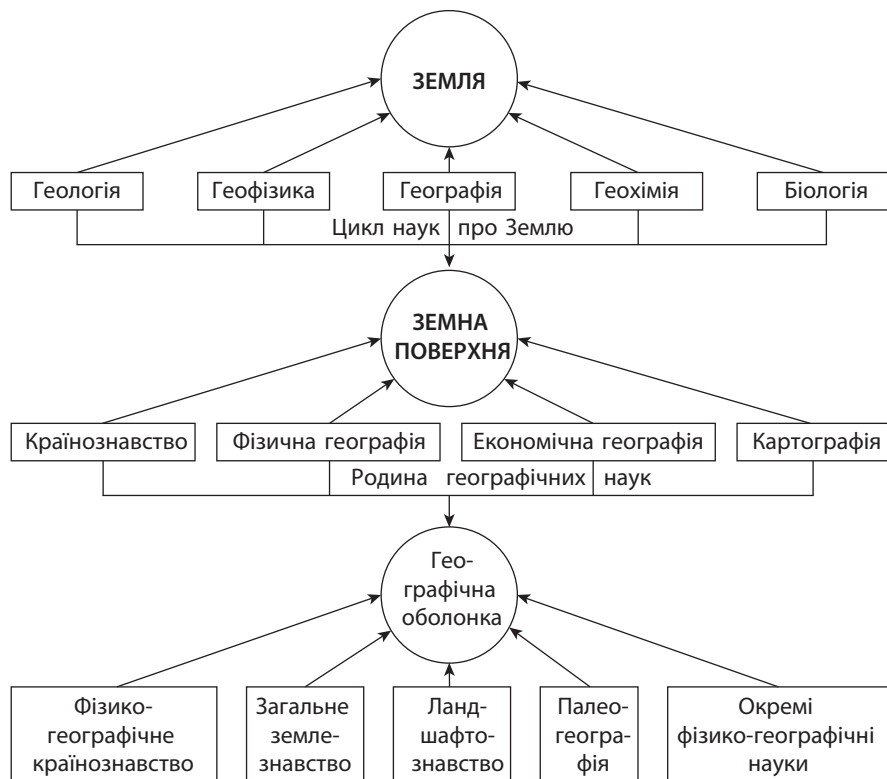 ЗЕМЛЯ
Геологія
Геофізика
Географія
Геохімія
Біологія
Цикл наук про Землю
ЗЕМНА
ПОВЕРХНЯ
Країнознавство
Фізична географія
Економічна географія
Картографія
Родина географічних наук
Гео-
графічна
оболонка
Фізико-
географічне
країнознавство
Загальне
земле-
знавство
Ланд-
шафто-
знавство
Палео-
геогра-
фія
Окремі
фізико-географічні
науки